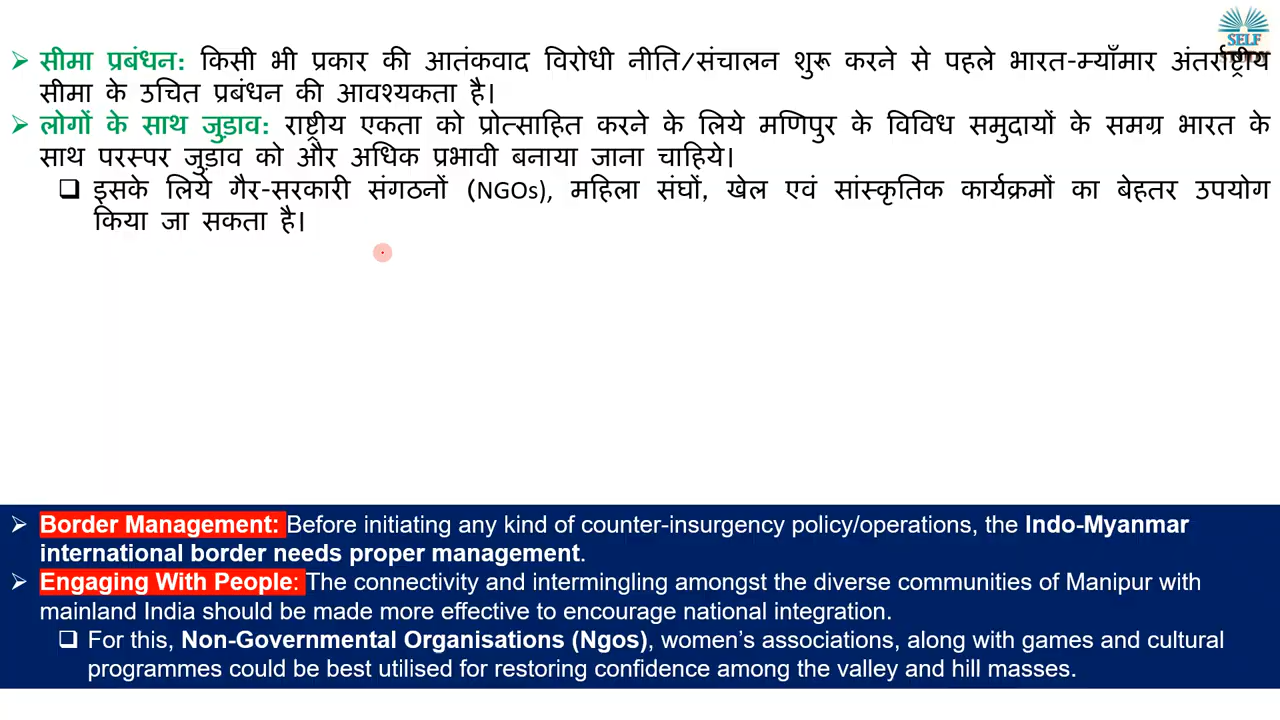 SELF
STUDY
➢ सीमा प्रबंधन: किसी भी प्रकार की आतंकवाद विरोधी नीति/संचालन शुरू करने से पहले भारत-म्याँमार अंतर्राष्ट्रीय
सीमा के उचित प्रबंधन की आवश्यकता है।
➢ लोगों के साथ जुड़ाव: राष्ट्रीय एकता को प्रोत्साहित करने के लिये मणिपुर के विविध समुदायों के समग्र भारत के
साथ परस्पर जुड़ाव को और अधिक प्रभावी बनाया जाना चाहिये।
❑ इसके लिये गैर-सरकारी संगठनों (NGOs), महिला संघों, खेल एवं सांस्कृतिक कार्यक्रमों का बेहतर उपयोग
किया जा सकता है।
➢ Border Management: Before initiating any kind of counter-insurgency policy/operations, the Indo-Myanmar
international border needs proper management.
➢ Engaging With People: The connectivity and intermingling amongst the diverse communities of Manipur with
mainland India should be made more effective to encourage national integration.
❑ For this, Non-Governmental Organisations (Ngos), women's associations, along with games and cultural
programmes could be best utilised for restoring confidence among the valley and hill masses.